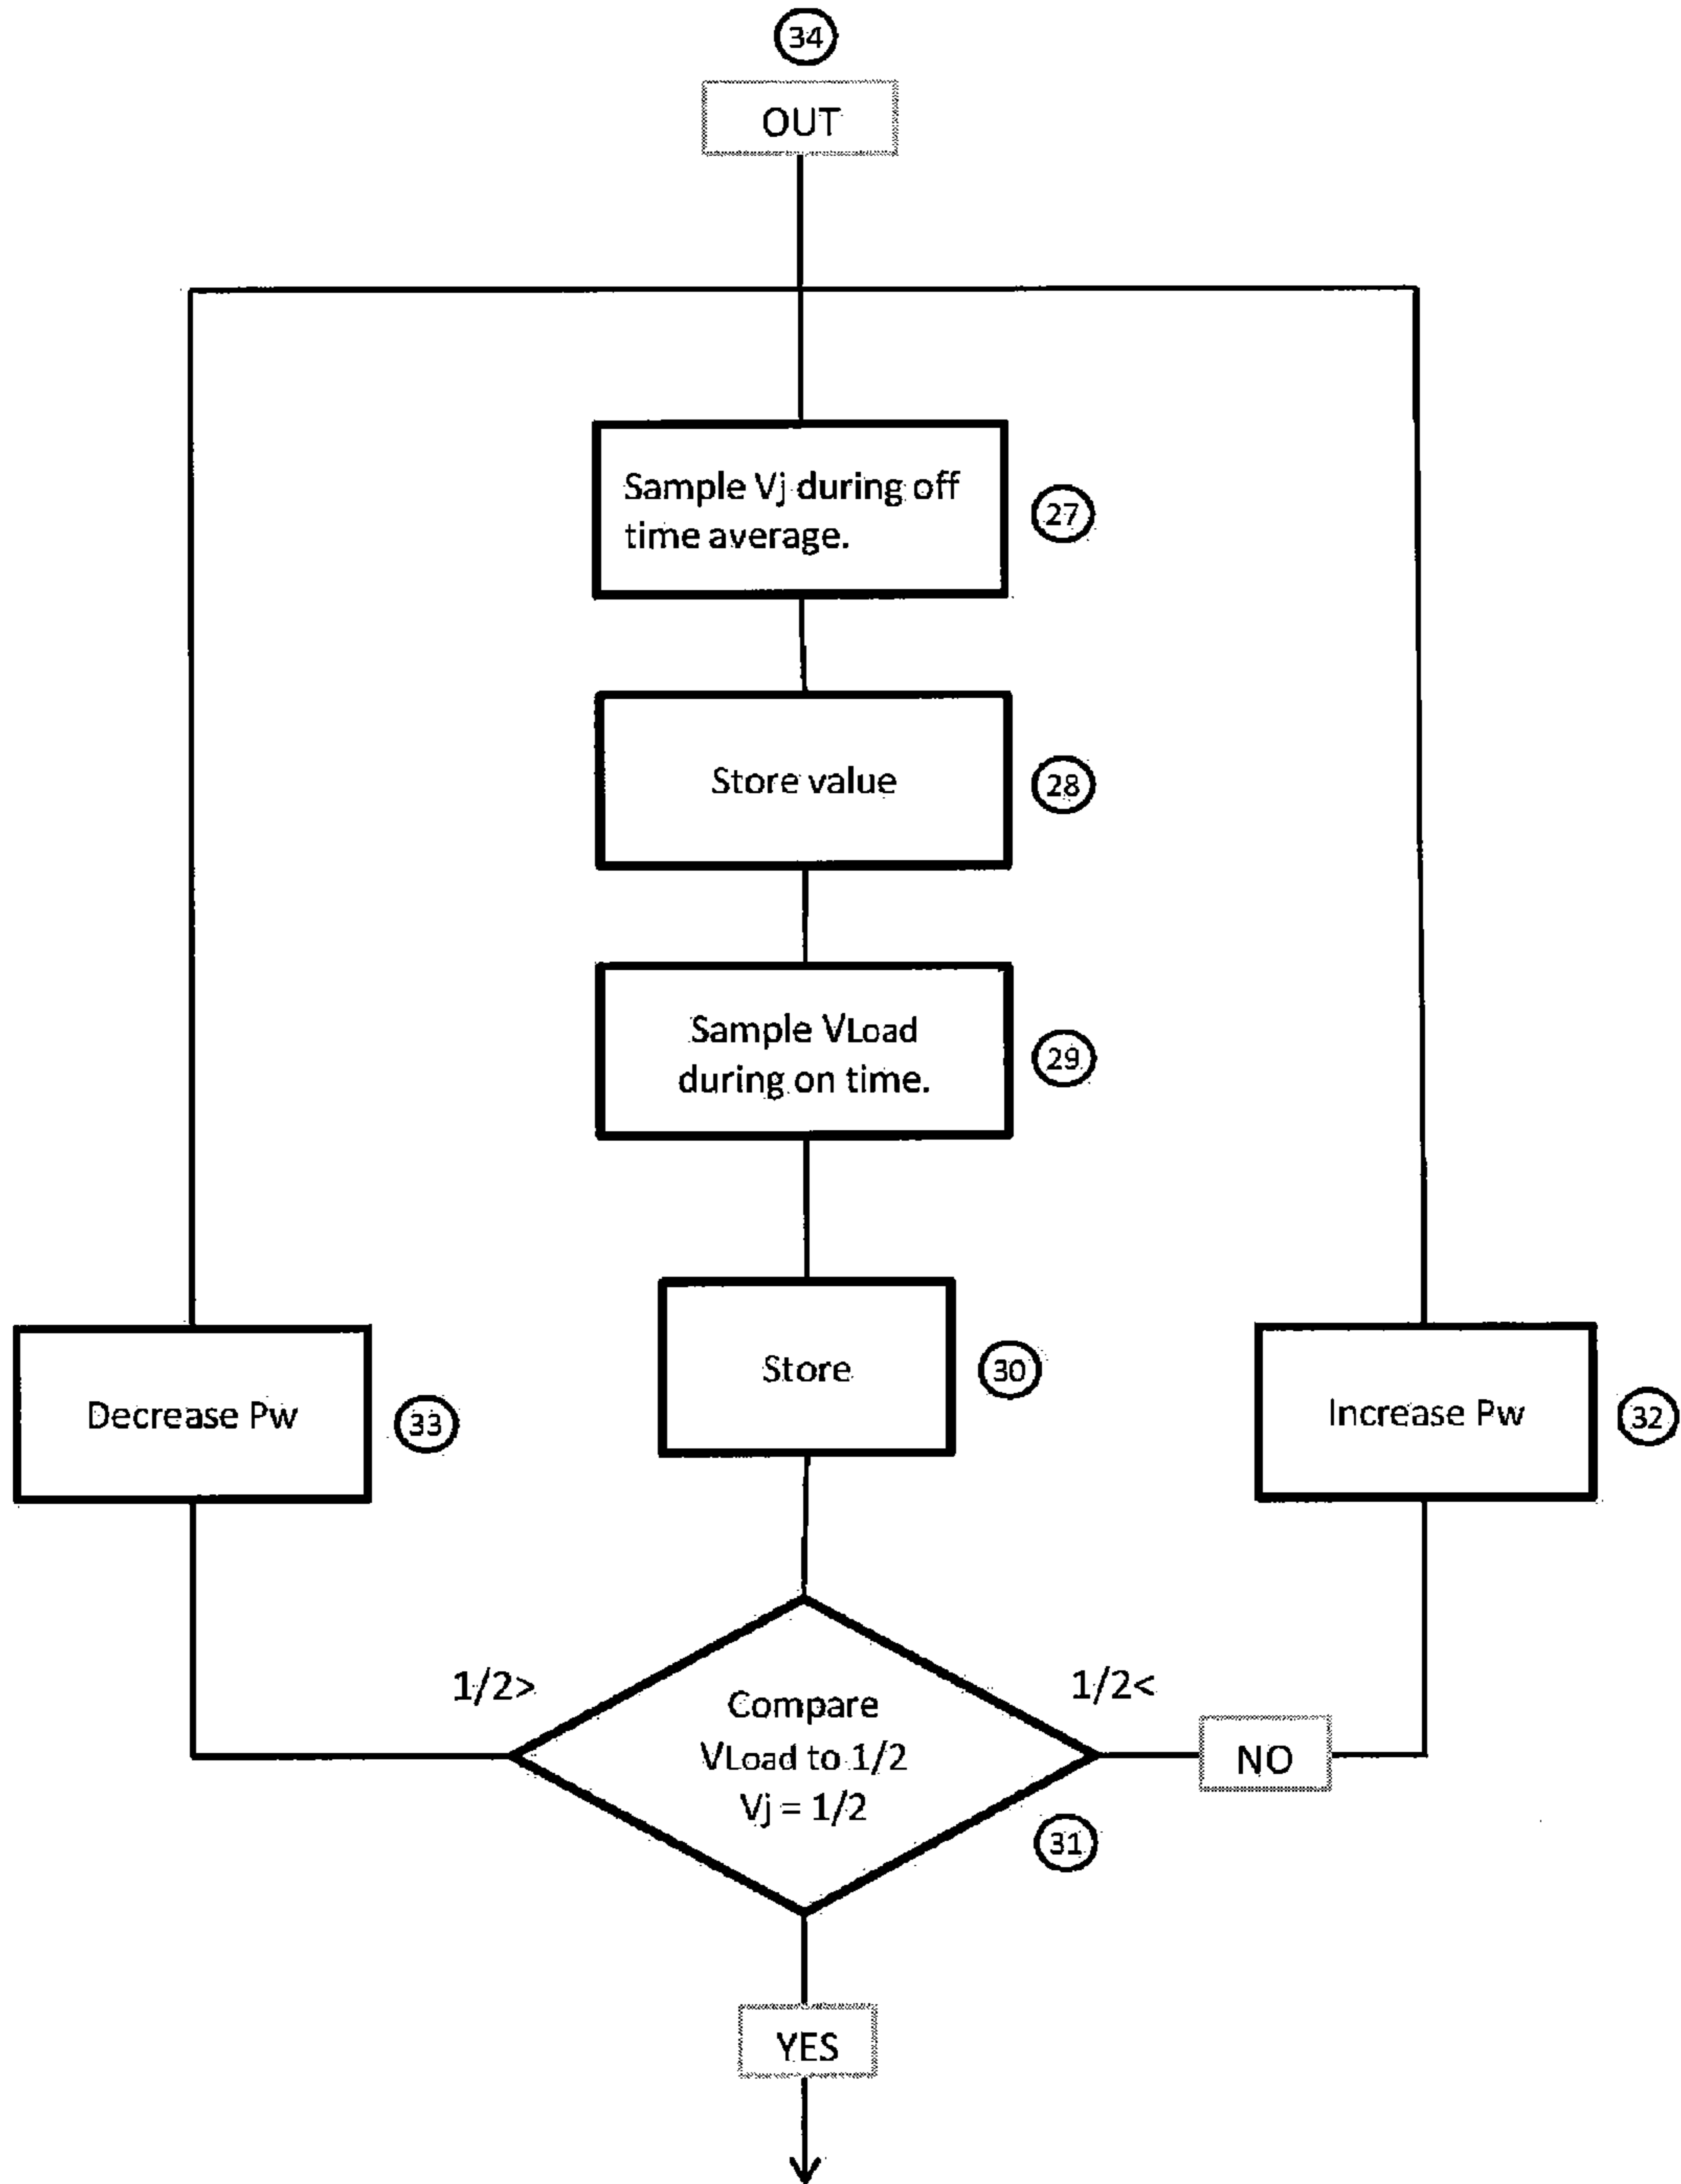 34
OUT
Sample Vj during off
time average.
27
Store value
28
Sample VLoad
during on time.
29
Store
30
Decrease Pw
33
Increase Pw
32
1/2>
1/2<
Compare
VLoad to 1/2
Vj = 1/2
NO
31
YES